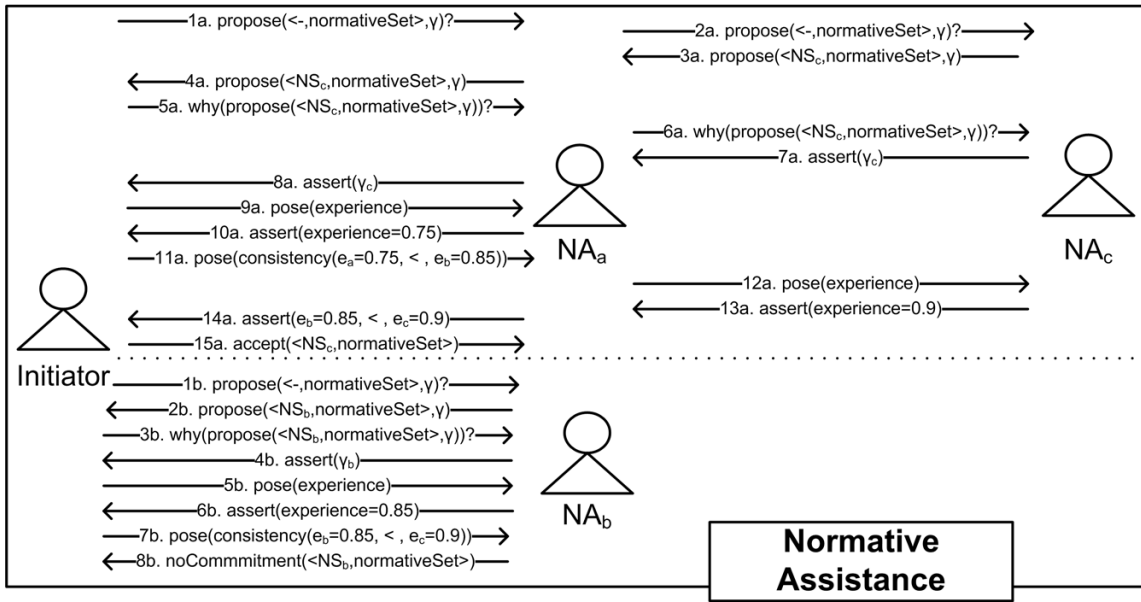 1a. propose(<-,normativeSet>,γ)?
2a. propose(<-,normativeSet>,γ)?
3a. propose(<NSc,normativeSet>,γ)
4a. propose(<NSc,normativeSet>,γ)
5a. why(propose(<NSc,normativeSet>,γ))?
6a. why(propose(<NSc,normativeSet>,γ))?
7a. assert(γc)
8a. assert(γc)
9a. pose(experience)
10a. assert(experience=0.75)
11a. pose(consistency(ea=0.75, < , eb=0.85))
NAa
NAc
12a. pose(experience)
13a. assert(experience=0.9)
14a. assert(eb=0.85, < , ec=0.9)
15a. accept(<NSc,normativeSet>)
Initiator
1b. propose(<-,normativeSet>,γ)?
2b. propose(<NSb,normativeSet>,γ)
3b. why(propose(<NSb,normativeSet>,γ))?
4b. assert(γb)
5b. pose(experience)
6b. assert(experience=0.85)
7b. pose(consistency(eb=0.85, < , ec=0.9))
8b. noCommmitment(<NSb,normativeSet>)
NAb
Normative
Assistance